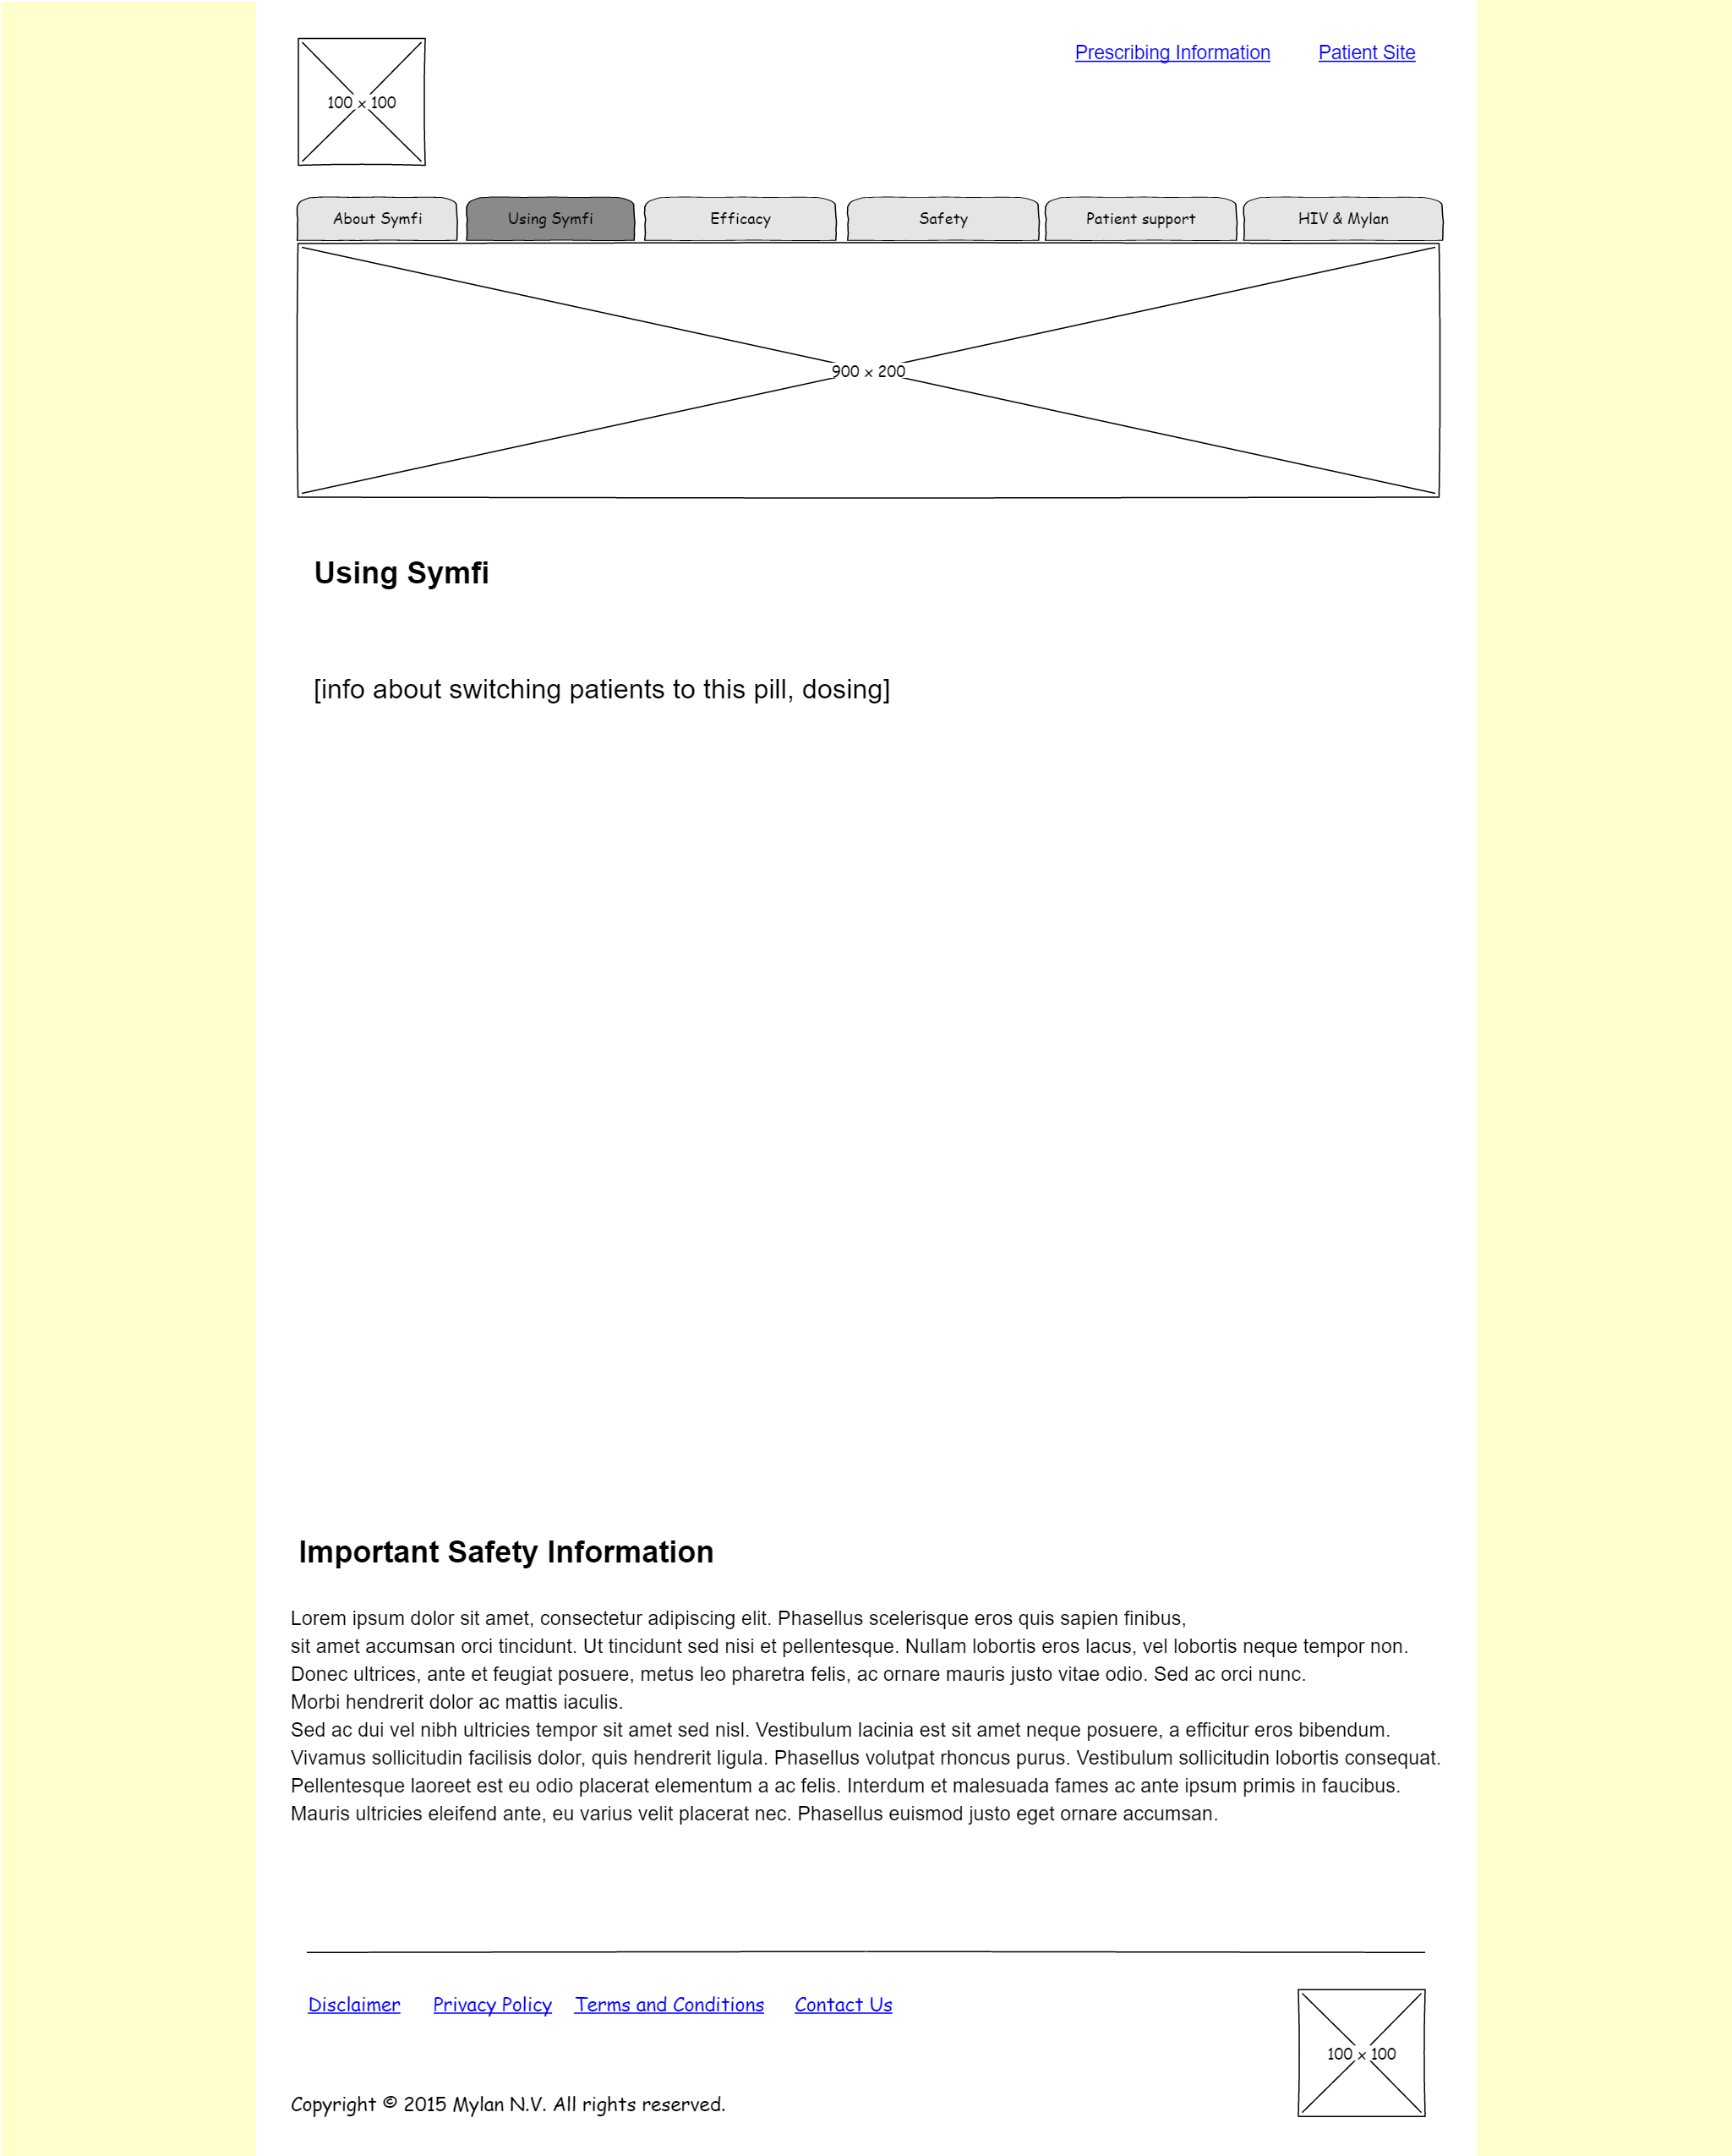 100 x 100
Prescribing Information Patient Site
About Symfi Using Symfi Efficacy Safety Patient support HIV & Mylan
900 x 200
Using Symfi
[info about switching patients to this pill, dosing]
Important Safety Information
Lorem ipsum dolor sit amet, consectetur adipiscing elit. Phasellus scelerisque eros quis sapien finibus,
sit amet accumsan orci tincidunt. Ut tincidunt sed nisi et pellentesque. Nullam lobortis eros lacus, vel lobortis neque tempor non.
Donec ultrices, ante et feugiat posuere, metus leo pharetra felis, ac ornare mauris justo vitae odio. Sed ac orci nunc.
Morbi hendrerit dolor ac mattis iaculis.
Sed ac dui vel nibh ultricies tempor sit amet sed nisl. Vestibulum lacinia est sit amet neque posuere, a efficitur eros bibendum.
Vivamus sollicitudin facilisis dolor, quis hendrerit ligula. Phasellus volutpat rhoncus purus. Vestibulum sollicitudin lobortis consequat.
Pellentesque laoreet est eu odio placerat elementum a ac felis. Interdum et malesuada fames ac ante ipsum primis in faucibus.
Mauris ultricies eleifend ante, eu varius velit placerat nec. Phasellus euismod justo eget ornare accumsan.
Disclaimer Privacy Policy Terms and Conditions Contact Us
100 x 100
Copyright © 2015 Mylan N.V. All rights reserved.